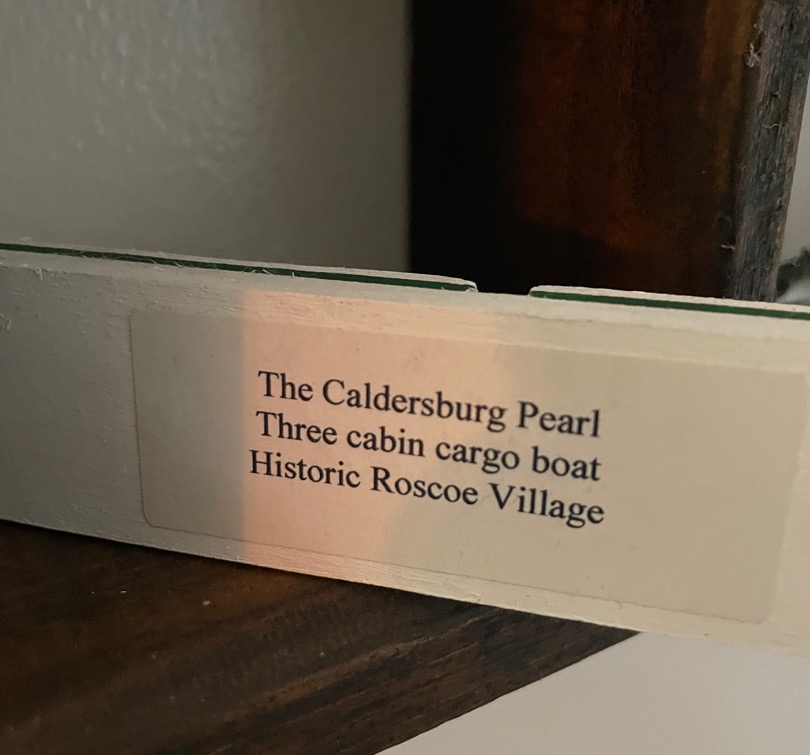 The Caldersburg Pearl
Three cabin cargo boat
Historic Roscoe Village